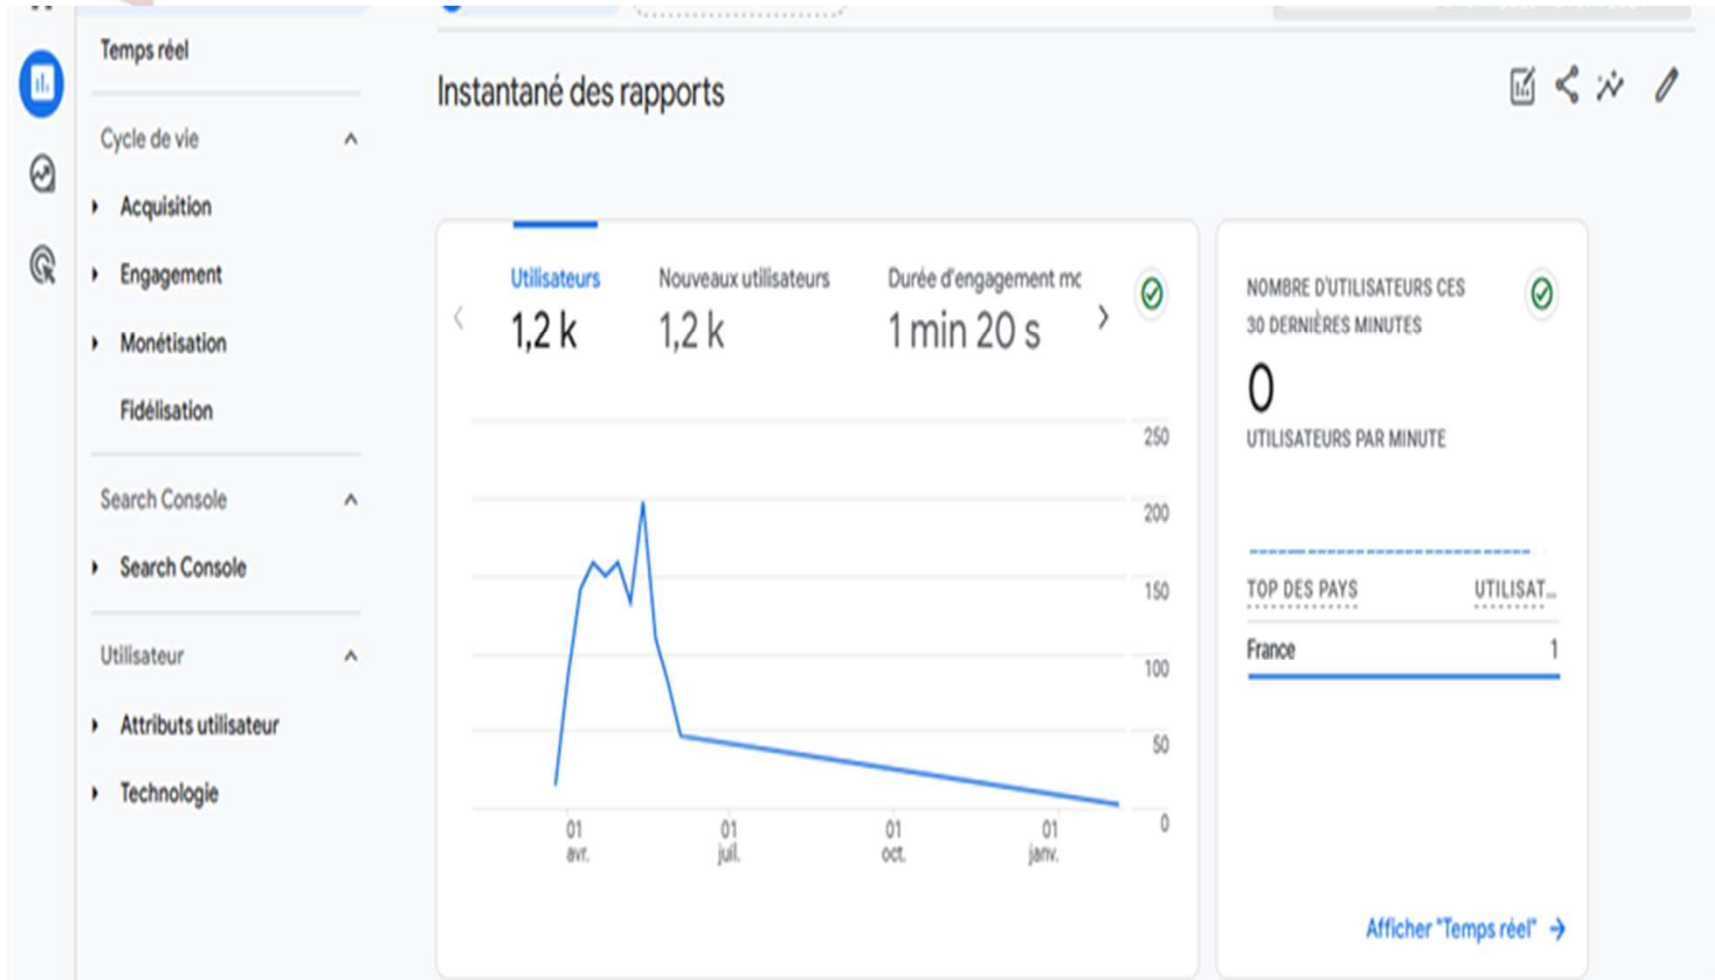 Temps réel
Cycle de vie
Acquisition
Engagement
Monétisation
Fidélisation
Search Console
Search Console
Utilisateur
Attributs utilisateur
Technologie
Instantané des rapports
Utilisateurs
1,2 k
Nouveaux utilisateurs
1,2 k
Durée d'engagement mc
1 min 20 s
250
200
150
100
50
0
01 avr.
01 juil.
01 oct.
01 janv.
NOMBRE D'UTILISATEURS CES
30 DERNIÈRES MINUTES
0
UTILISATEURS PAR MINUTE
TOP DES PAYS UTILISAT...
France 1
Afficher "Temps réel"